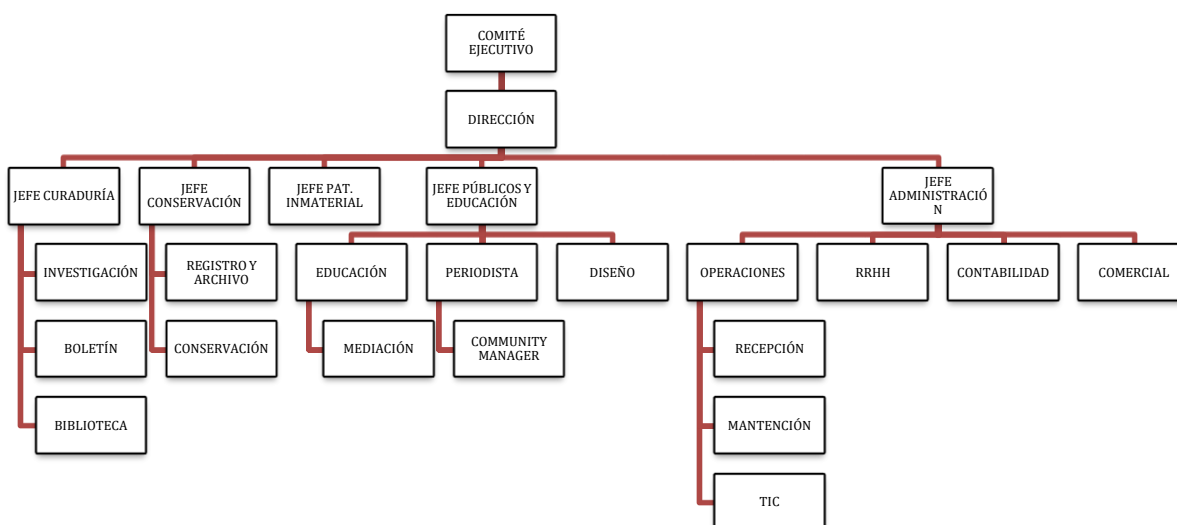 COMITÉ
EJECUTIVO
DIRECCIÓN
JEFE CURADURÍA
JEFE
CONSERVACIÓN
JEFE PAT.
INMATERIAL
JEFE PÚBLICOS Y
EDUCACIÓN
JEFE
ADMINISTRACIÓ
N
INVESTIGACIÓN
REGISTRO Y
ARCHIVO
EDUCACIÓN
PERIODISTA
DISEÑO
OPERACIONES
RRHH
CONTABILIDAD
COMERCIAL
BOLETÍN
CONSERVACIÓN
MEDIACIÓN
COMMUNITY
MANAGER
RECEPCIÓN
BIBLIOTECA
MANTENCIÓN
TIC